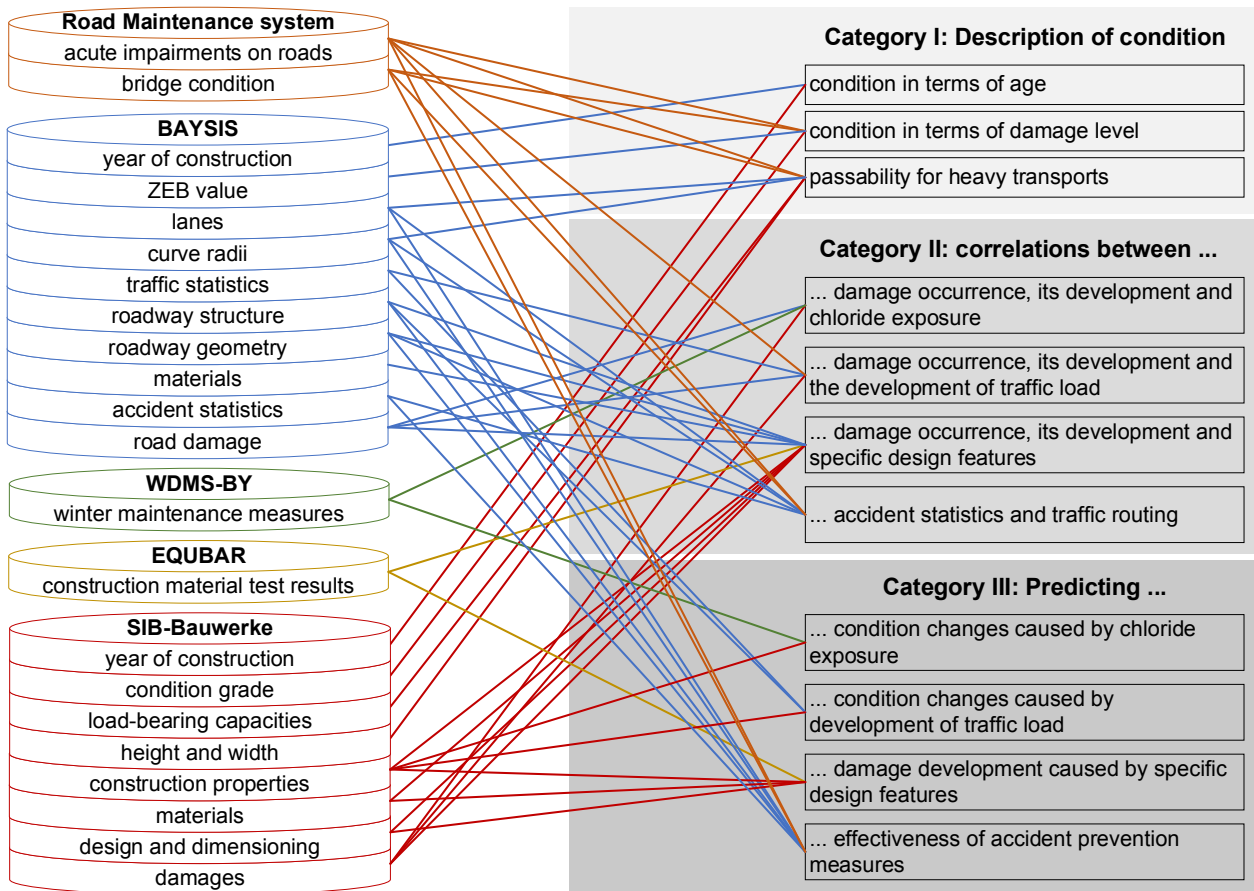 Road Maintenance system
acute impairments on roads
bridge condition
BAYSIS
year of construction
ZEB value
lanes
curve radii
traffic statistics
roadway structure
roadway geometry
materials
accident statistics
road damage
WDMS-BY
winter maintenance measures
EQUBAR
construction material test results
SIB-Bauwerke
year of construction
condition grade
load-bearing capacities
height and width
construction properties
materials
design and dimensioning
damages
Category I: Description of condition
condition in terms of age
condition in terms of damage level
passability for heavy transports
Category II: correlations between ...
... damage occurrence, its development and
chloride exposure
... damage occurrence, its development and
the development of traffic load
... damage occurrence, its development and
specific design features
... accident statistics and traffic routing
Category III: Predicting ...
... condition changes caused by chloride
exposure
... condition changes caused by
development of traffic load
... damage development caused by specific
design features
... effectiveness of accident prevention
measures